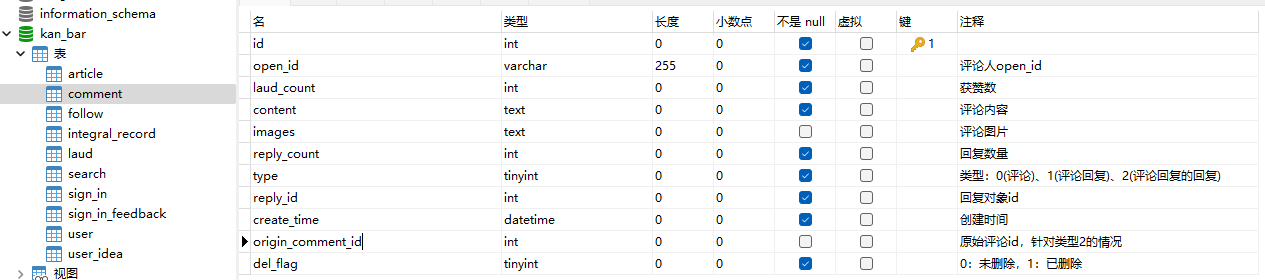 information_schema
kan_bar
表
article
comment
follow
integral_record
laud
search
sign_in
sign_in_feedback
user
user_idea
视图
名 类型 长度 小数点 不是 null 虚拟 键 注释
id int 0 0 1
open_id varchar 255 0 评论人open_id
laud_count int 0 0 获赞数
content text 0 0 评论内容
images text 0 0 评论图片
reply_count int 0 0 回复数量
type tinyint 0 0 类型：0(评论)、1(评论回复)、2(评论回复的回复)
reply_id int 0 0 回复对象id
create_time datetime 0 0 创建时间
origin_comment_id int 0 0 原始评论id，针对类型2的情况
del_flag tinyint 0 0 0：未删除，1：已删除